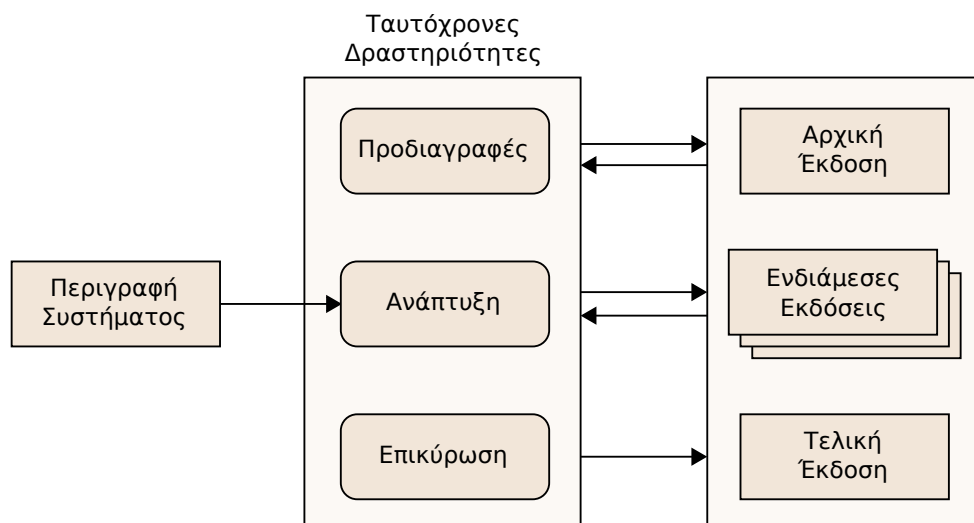 Ταυτόχρονες
Δραστηριότητες
Προδιαγραφές
Αρχική
Έκδοση
Περιγραφή
Συστήματος
Ανάπτυξη
Ενδιάμεσες
Εκδόσεις
Επικύρωση
Τελική
Έκδοση